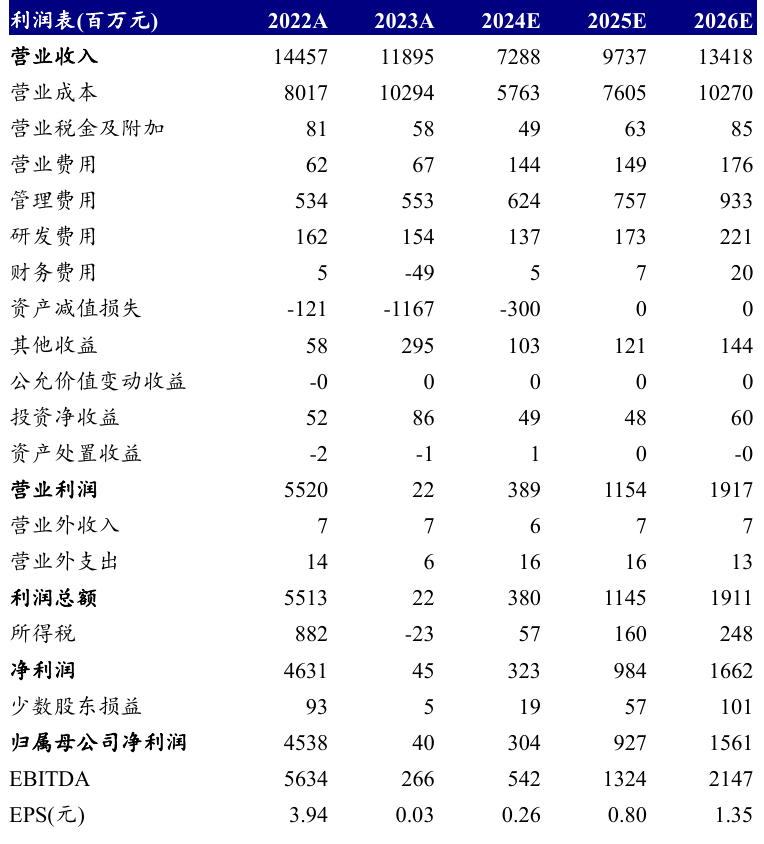 利润表(百万元) 2022A 2023A 2024E 2025E 2026E
营业收入 14457 11895 7288 9737 13418
营业成本 8017 10294 5763 7605 10270
营业税金及附加 81 58 49 63 85
营业费用 62 67 144 149 176
管理费用 534 553 624 757 933
研发费用 162 154 137 173 221
财务费用 5 -49 5 7 20
资产减值损失 -121 -1167 -300 0 0
其他收益 58 295 103 121 144
公允价值变动收益 -0 0 0 0 0
投资净收益 52 86 49 48 60
资产处置收益 -2 -1 1 0 -0
营业利润 5520 22 389 1154 1917
营业外收入 7 7 6 7 7
营业外支出 14 6 16 16 13
利润总额 5513 22 380 1145 1911
所得税 882 -23 57 160 248
净利润 4631 45 323 984 1662
少数股东损益 93 5 19 57 101
归属母公司净利润 4538 40 304 927 1561
EBITDA 5634 266 542 1324 2147
EPS(元) 3.94 0.03 0.26 0.80 1.35